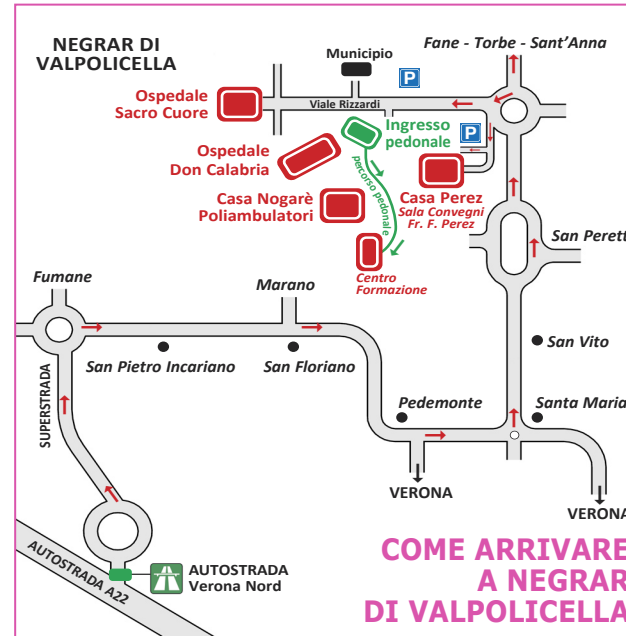 NEGRAR DI
VALPOLICELLA
Municipio
Fane - Torbe - Sant’Anna
P
Ospedale
Sacro Cuore
Viale Rizzardi
Ingresso
pedonale
P
Ospedale
Don Calabria
percorso pedonale
Casa Nogarè
Poliambulatori
Casa Perez
Sala Convegni
Fr. F. Perez
San Perett
Centro
Formazione
Fumane
Marano
San Vito
San Pietro Incariano
San Floriano
SUPERSTRADA
Pedemonte
Santa Maria
VERONA
VERONA
AUTOSTRADA A22
AUTOSTRADA
Verona Nord
COME ARRIVARE
A NEGRAR
DI VALPOLICELLA